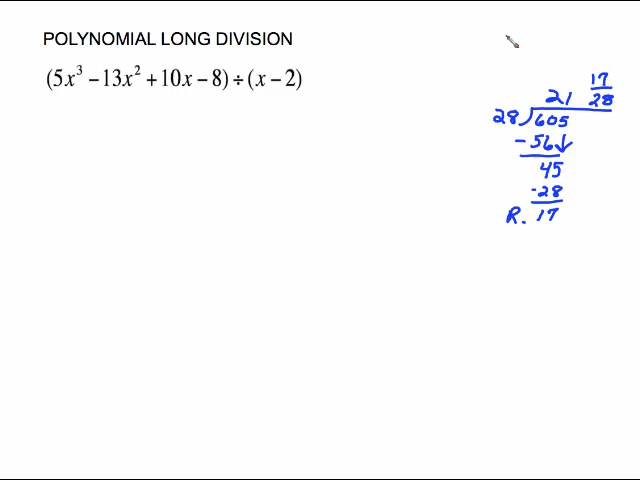 POLYNOMIAL LONG DIVISION
(5x³ − 13x² + 10x − 8) ÷ (x − 2)
21 17/28
28 ) 605
− 56↓
45
-28
R. 17